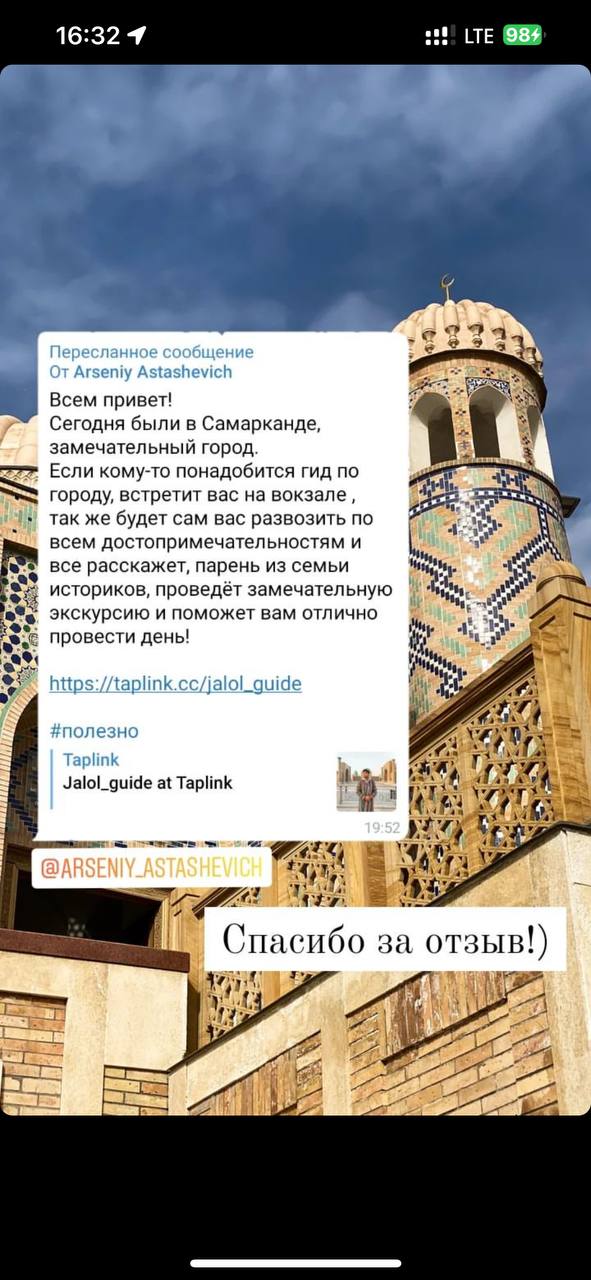 16:32
LTE
98
Пересланное сообщение
От Arseniy Astashevich
Всем привет!
Сегодня были в Самарканде,
замечательный город.
Если кому-то понадобится гид по
городу, встретит вас на вокзале ,
так же будет сам вас развозить по
всем достопримечательностям и
все расскажет, парень из семьи
историков, проведёт замечательную
экскурсию и поможет вам отлично
провести день!
https://taplink.cc/jalol_guide
#полезно
Taplink
Jalol_guide at Taplink
19:52
@ARSENIY_ASTASHEVICH
Спасибо за отзыв!)